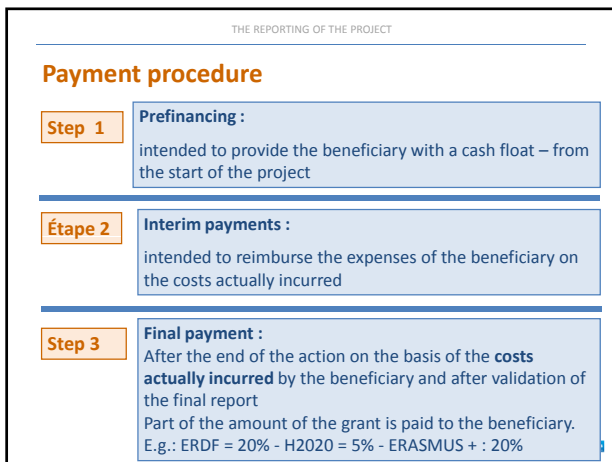 THE REPORTING OF THE PROJECT
Payment procedure
Step 1
Prefinancing :
intended to provide the beneficiary with a cash float – from
the start of the project
Étape 2
Interim payments :
intended to reimburse the expenses of the beneficiary on
the costs actually incurred
Step 3
Final payment :
After the end of the action on the basis of the costs
actually incurred by the beneficiary and after validation of
the final report
Part of the amount of the grant is paid to the beneficiary.
E.g.: ERDF = 20% - H2020 = 5% - ERASMUS + : 20%